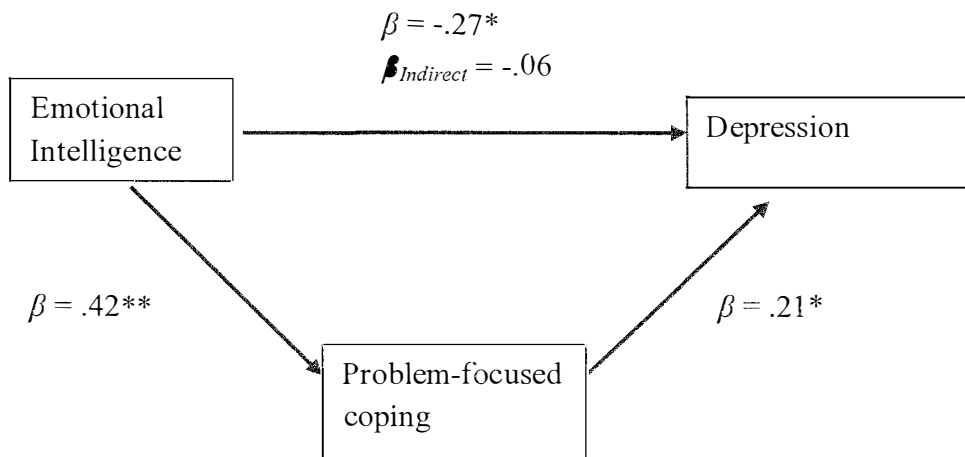 β = -.27*
βIndirect = -.06
Emotional
Intelligence
Depression
β = .42**
β = .21*
Problem-focused
coping